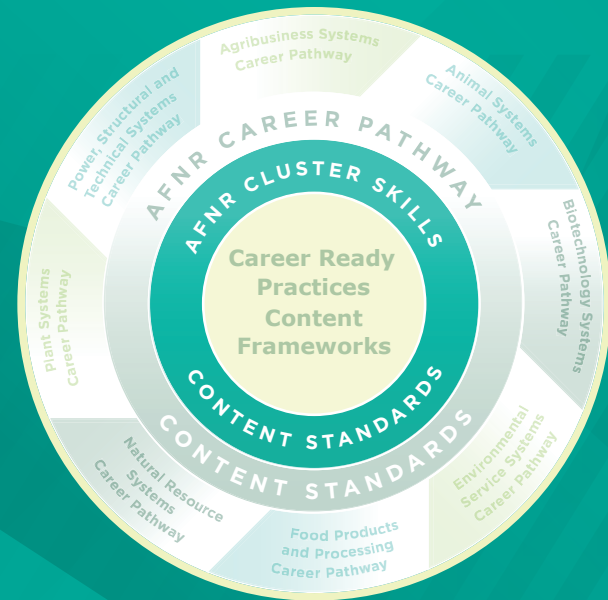 Agribusiness Systems
Career Pathway
Animal Systems
Career Pathway
Biotechnology Systems
Career Pathway
Environmental
Service Systems
Career Pathway
Food Products
and Processing
Career Pathway
Natural Resource
Systems
Career Pathway
Plant Systems
Career Pathway
Power, Structural and
Technical Systems
Career Pathway
AFNR CAREER PATHWAY
CONTENT STANDARDS
AFNR CLUSTER SKILLS
CONTENT STANDARDS
Career Ready
Practices
Content
Frameworks